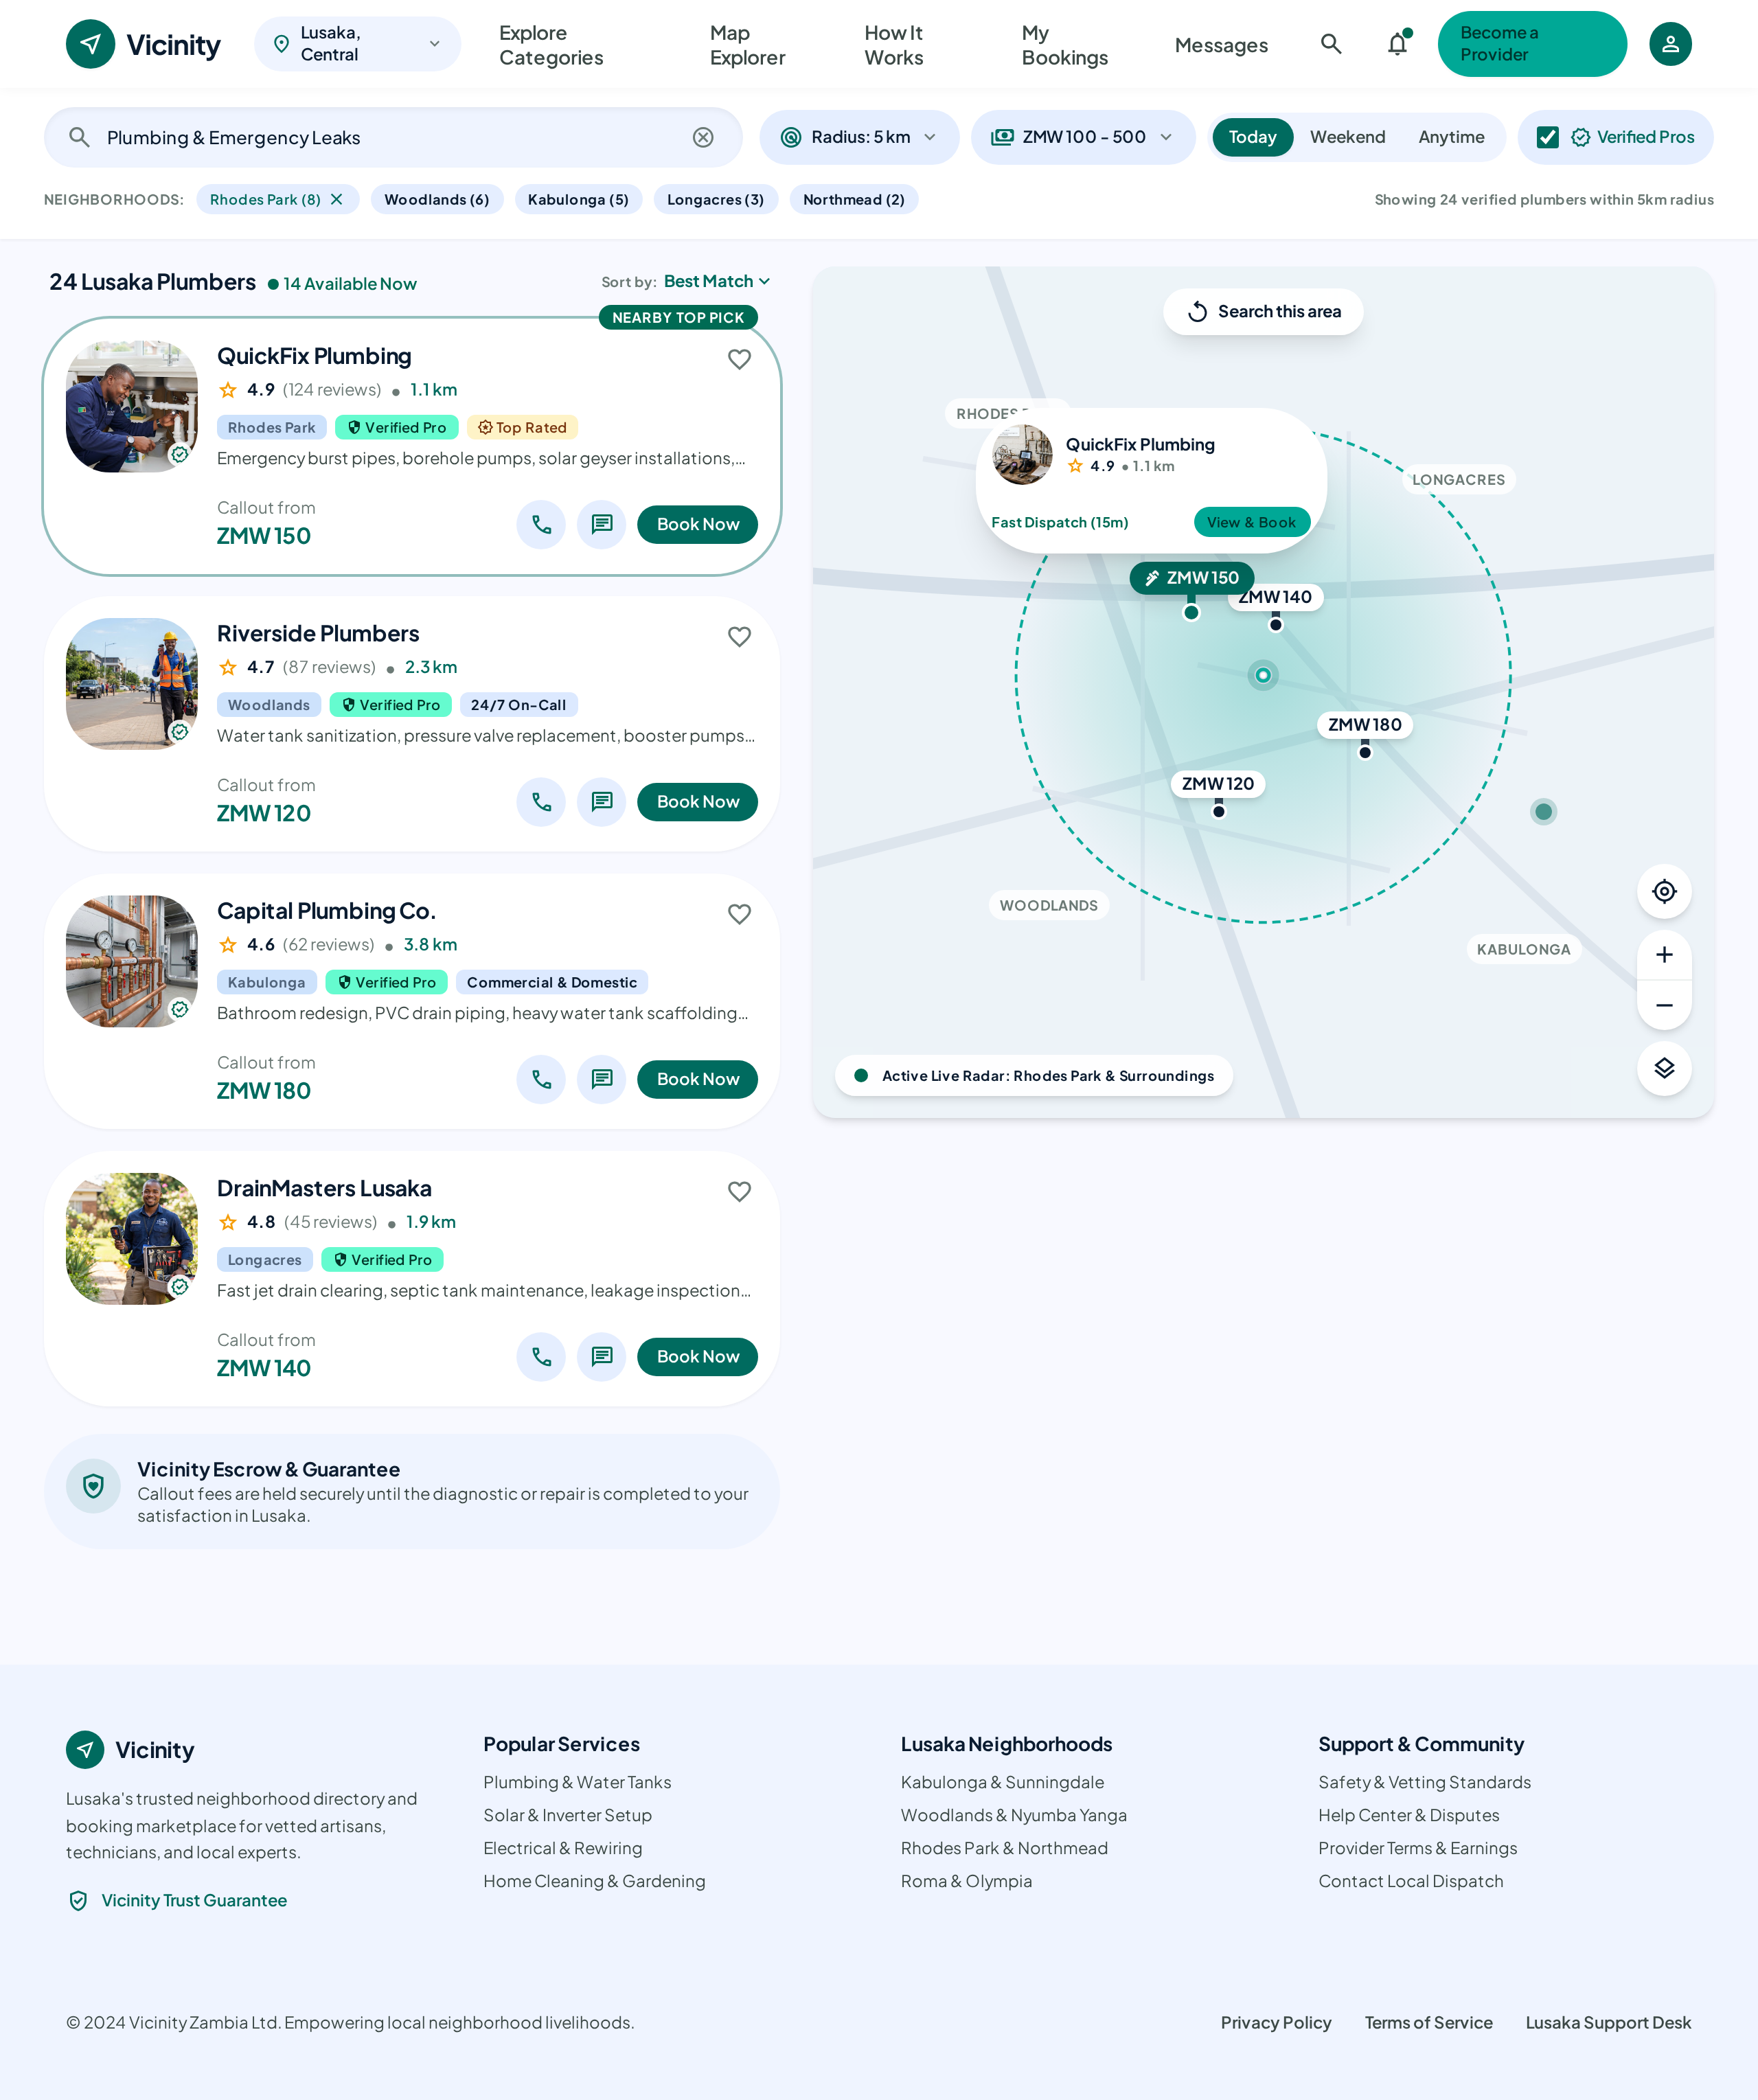 Vicinity
Lusaka,
Central
Explore
Categories
Map
Explorer
How It
Works
My
Bookings
Messages
Become a
Provider
Plumbing & Emergency Leaks
Radius: 5 km
ZMW 100 - 500
Today
Weekend
Anytime
Verified Pros
NEIGHBORHOODS:
Rhodes Park (8)
Woodlands (6)
Kabulonga (5)
Longacres (3)
Northmead (2)
Showing 24 verified plumbers within 5km radius
24 Lusaka Plumbers
14 Available Now
Sort by: Best Match
NEARBY TOP PICK
QuickFix Plumbing
4.9 (124 reviews) • 1.1 km
Rhodes Park
Verified Pro
Top Rated
Emergency burst pipes, borehole pumps, solar geyser installations,...
Callout from
ZMW 150
Book Now
Riverside Plumbers
4.7 (87 reviews) • 2.3 km
Woodlands
Verified Pro
24/7 On-Call
Water tank sanitization, pressure valve replacement, booster pumps...
Callout from
ZMW 120
Book Now
Capital Plumbing Co.
4.6 (62 reviews) • 3.8 km
Kabulonga
Verified Pro
Commercial & Domestic
Bathroom redesign, PVC drain piping, heavy water tank scaffolding...
Callout from
ZMW 180
Book Now
DrainMasters Lusaka
4.8 (45 reviews) • 1.9 km
Longacres
Verified Pro
Fast jet drain clearing, septic tank maintenance, leakage inspection...
Callout from
ZMW 140
Book Now
Vicinity Escrow & Guarantee
Callout fees are held securely until the diagnostic or repair is completed to your
satisfaction in Lusaka.
Search this area
RHODES
QuickFix Plumbing
4.9 • 1.1 km
Fast Dispatch (15m)
View & Book
LONGACRES
ZMW 150
ZMW 140
ZMW 180
ZMW 120
WOODLANDS
KABULONGA
Active Live Radar: Rhodes Park & Surroundings
Vicinity
Lusaka's trusted neighborhood directory and
booking marketplace for vetted artisans,
technicians, and local experts.
Vicinity Trust Guarantee
Popular Services
Plumbing & Water Tanks
Solar & Inverter Setup
Electrical & Rewiring
Home Cleaning & Gardening
Lusaka Neighborhoods
Kabulonga & Sunningdale
Woodlands & Nyumba Yanga
Rhodes Park & Northmead
Roma & Olympia
Support & Community
Safety & Vetting Standards
Help Center & Disputes
Provider Terms & Earnings
Contact Local Dispatch
© 2024 Vicinity Zambia Ltd. Empowering local neighborhood livelihoods.
Privacy Policy
Terms of Service
Lusaka Support Desk